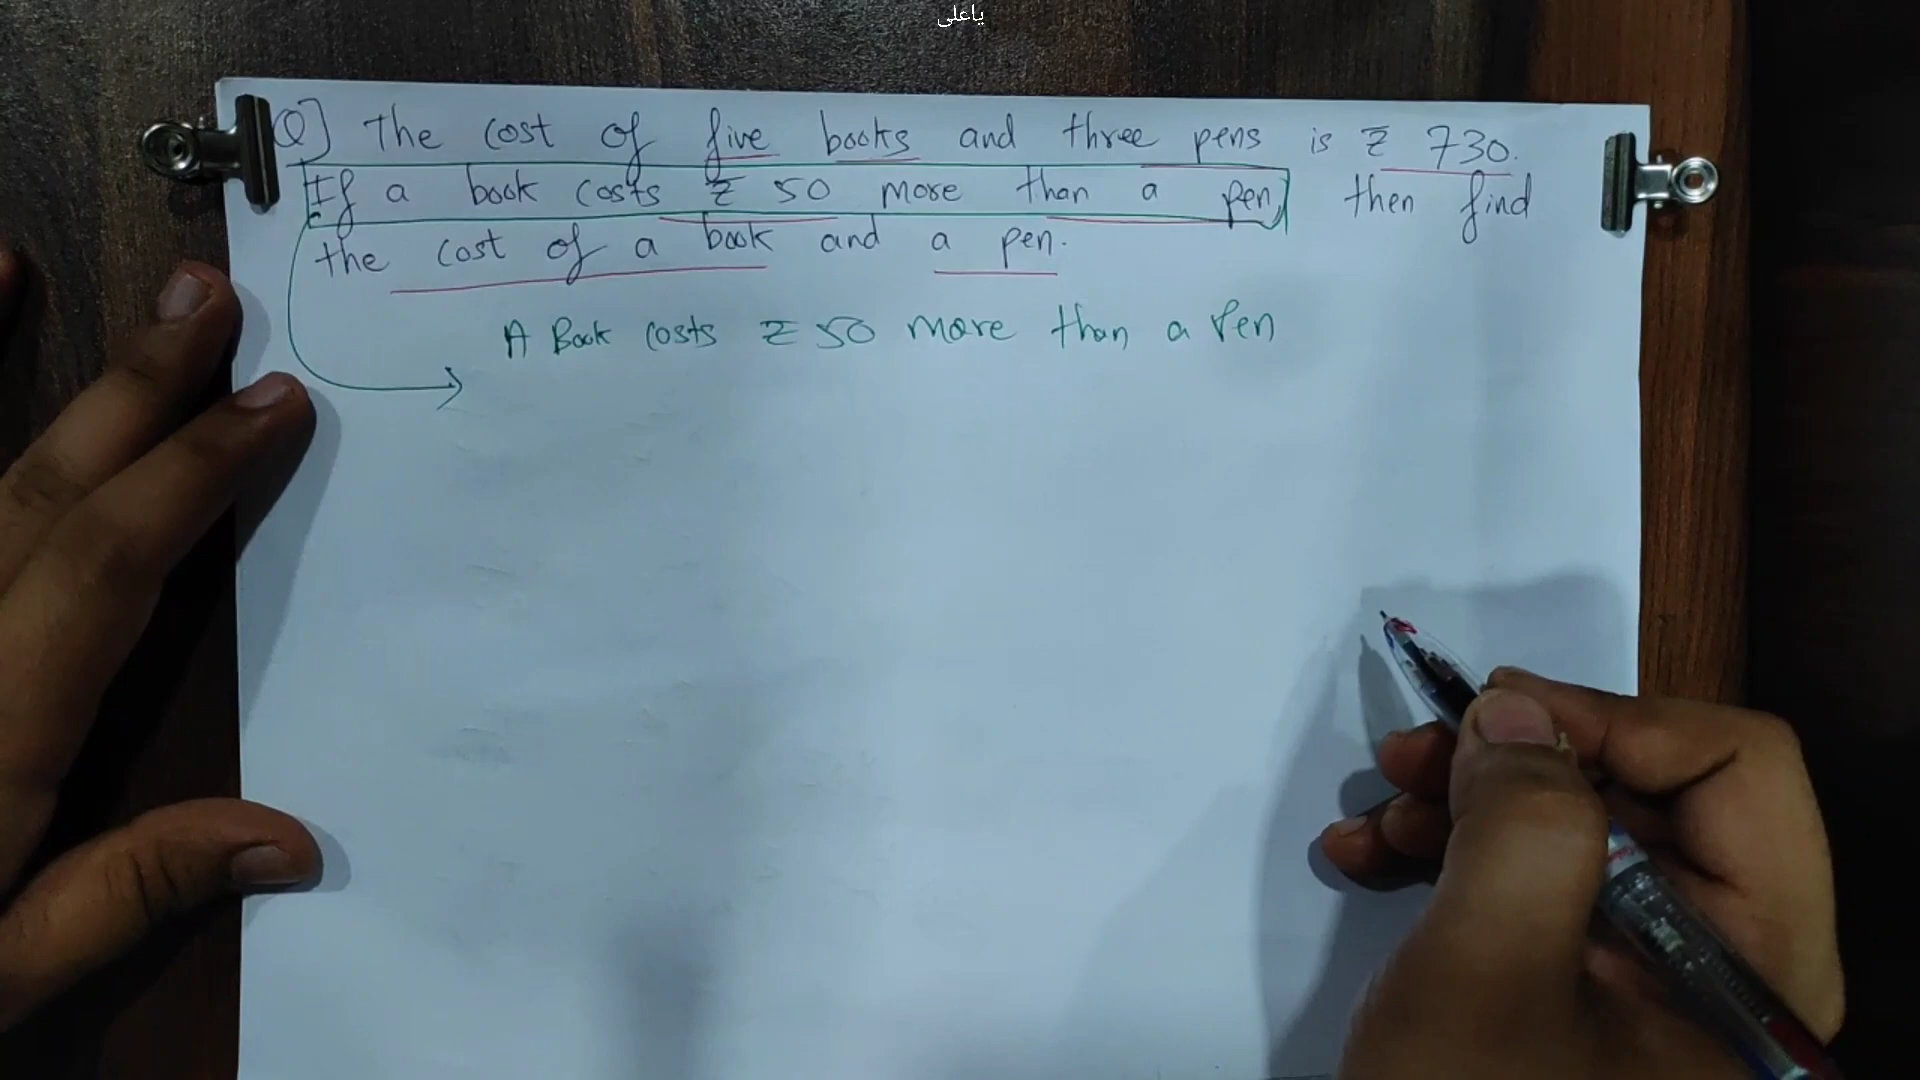 ياعلى
Q] The cost of five books and three pens is ₹ 730.
If a book costs ₹ 50 more than a pen, then find
the cost of a book and a pen.
A Book costs ₹ 50 more than a Pen